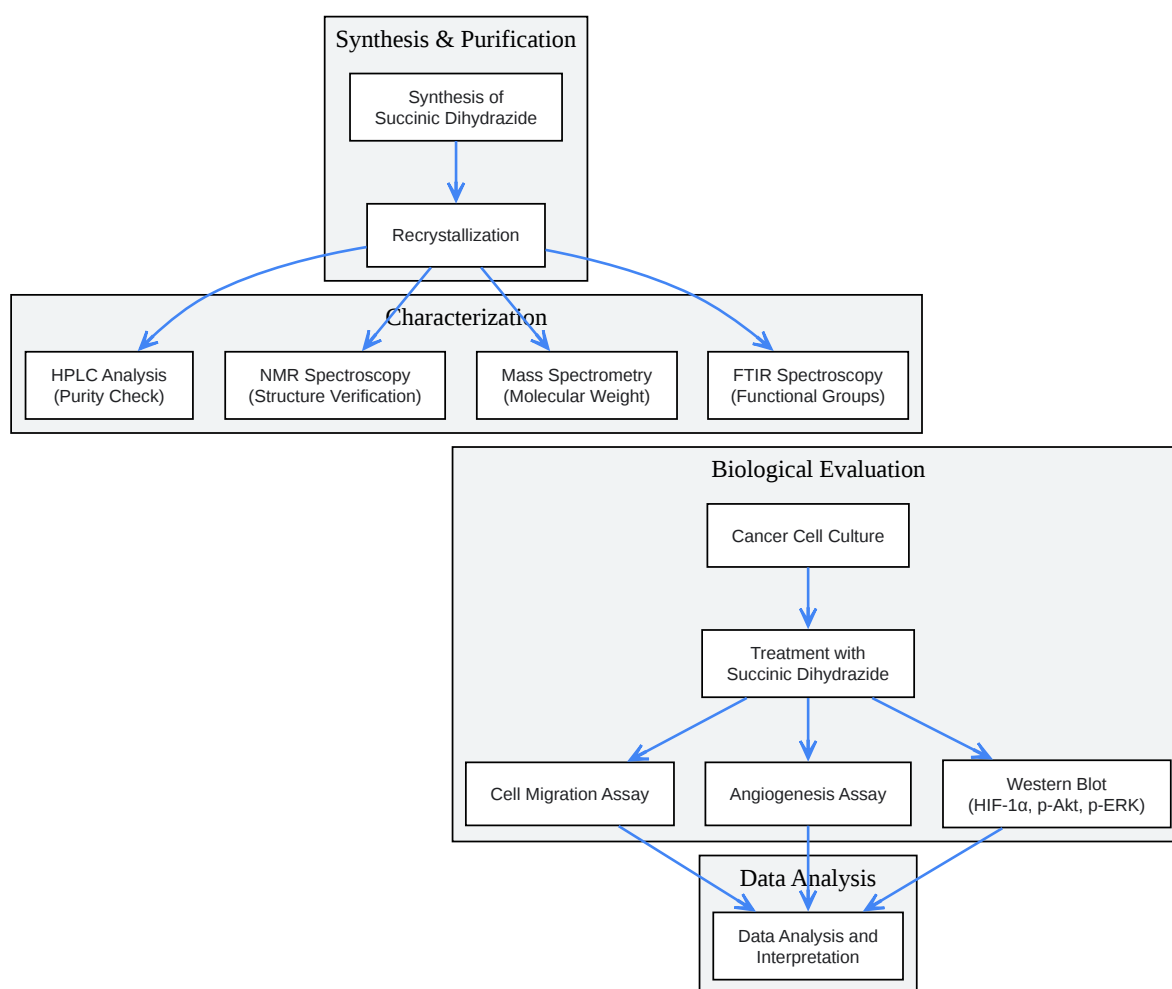 Synthesis & Purification
Synthesis of
Succinic Dihydrazide
Recrystallization
Characterization
HPLC Analysis
(Purity Check)
NMR Spectroscopy
(Structure Verification)
Mass Spectrometry
(Molecular Weight)
FTIR Spectroscopy
(Functional Groups)
Biological Evaluation
Cancer Cell Culture
Treatment with
Succinic Dihydrazide
Cell Migration Assay
Angiogenesis Assay
Western Blot
(HIF-1α, p-Akt, p-ERK)
Data Analysis
Data Analysis and
Interpretation